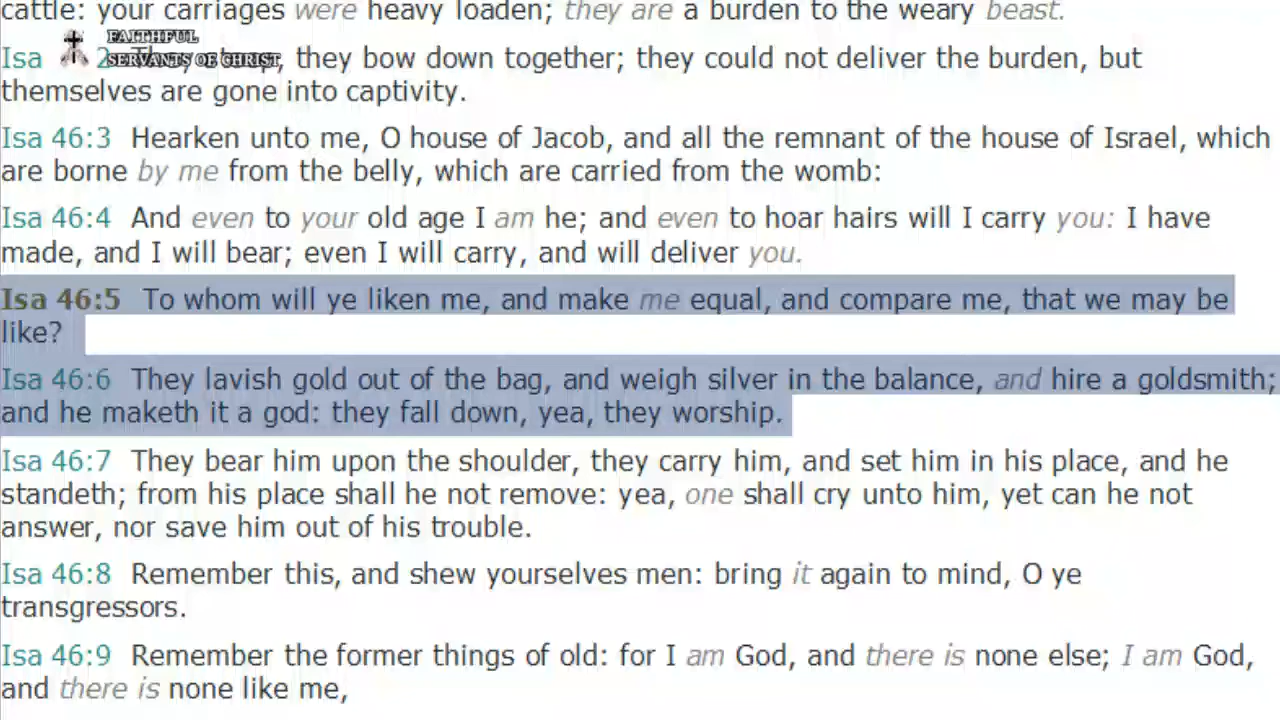 cattle: your carriages were heavy loaden; they are a burden to the weary beast.
FAITHFUL
SERVANTS OF CHRIST
Isa 2 they bow down together; they could not deliver the burden, but
themselves are gone into captivity.
Isa 46:3 Hearken unto me, O house of Jacob, and all the remnant of the house of Israel, which
are borne by me from the belly, which are carried from the womb:
Isa 46:4 And even to your old age I am he; and even to hoar hairs will I carry you: I have
made, and I will bear; even I will carry, and will deliver you.
Isa 46:5 To whom will ye liken me, and make me equal, and compare me, that we may be
like?
Isa 46:6 They lavish gold out of the bag, and weigh silver in the balance, and hire a goldsmith;
and he maketh it a god: they fall down, yea, they worship.
Isa 46:7 They bear him upon the shoulder, they carry him, and set him in his place, and he
standeth; from his place shall he not remove: yea, one shall cry unto him, yet can he not
answer, nor save him out of his trouble.
Isa 46:8 Remember this, and shew yourselves men: bring it again to mind, O ye
transgressors.
Isa 46:9 Remember the former things of old: for I am God, and there is none else; I am God,
and there is none like me,